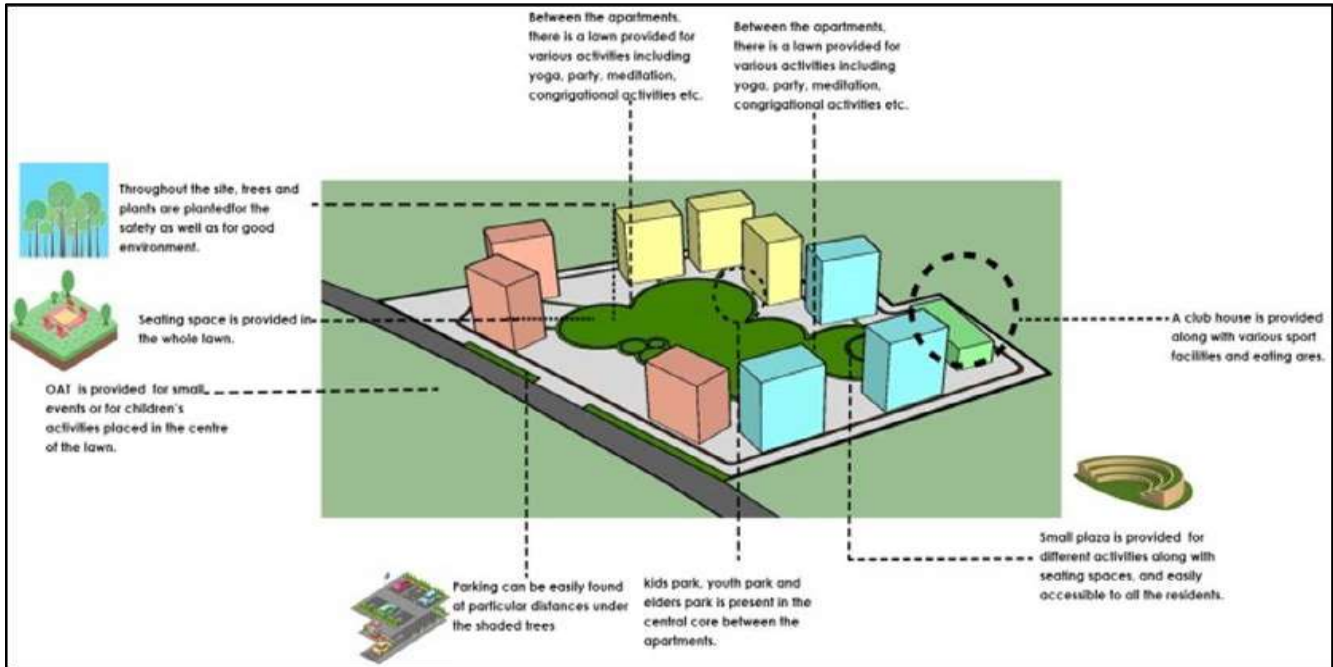 Between the apartments,
there is a lawn provided for
various activities including
yoga, party, meditation,
congrigational activities etc.
Between the apartments,
there is a lawn provided for
various activities including
yoga, party, meditation,
congrigational activities etc.
Throughout the site, trees and
plants are plantedfor the
safety as well as for good
environment.
Seating space is provided in
the whole lawn.
OAT is provided for small
events or for children's
activities placed in the centre
of the lawn.
A club house is provided
along with various sport
facilities and eating ares.
Small plaza is provided for
different activities along with
seating spaces, and easily
accessible to all the residents.
Parking can be easily found
at particular distances under
the shaded trees
kids park, youth park and
elders park is present in the
central core between the
apartments.